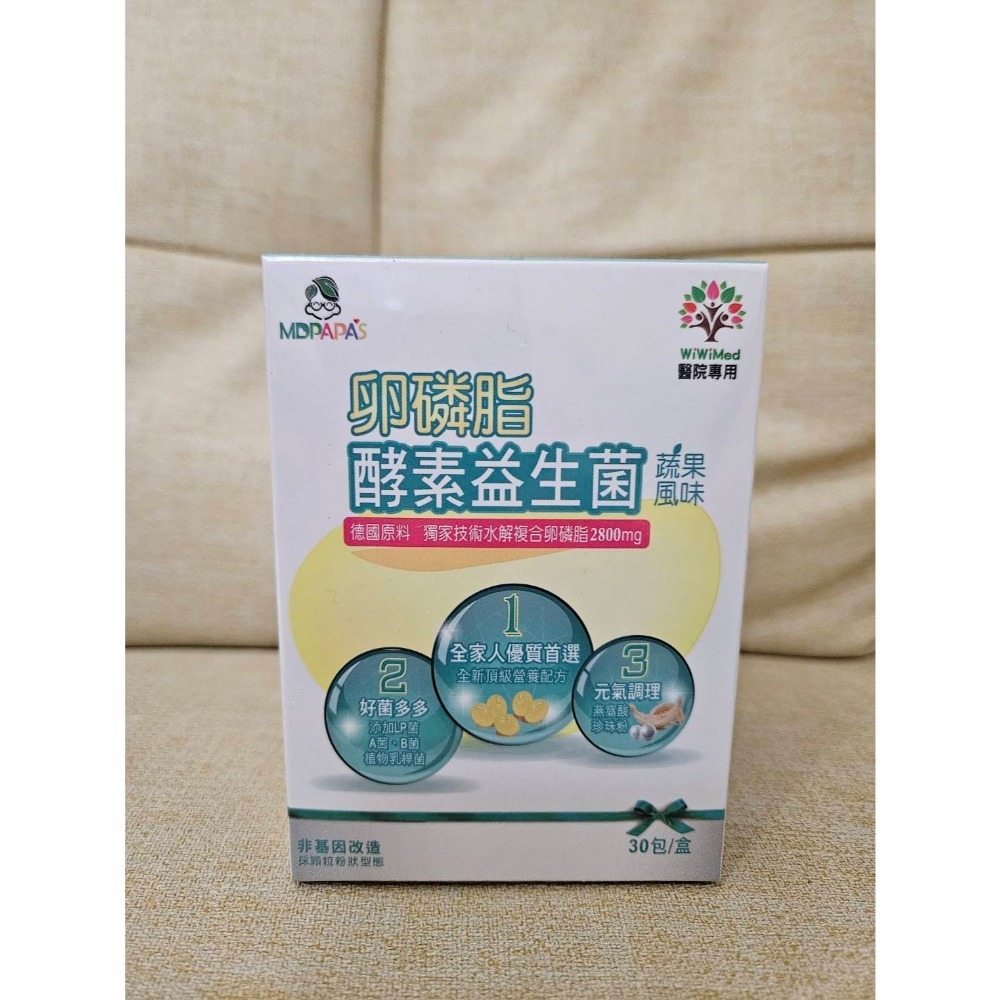 MDPAPA'S
WiWiMed
醫院專用
卵磷脂
酵素益生菌
蔬果
風味
德國原料 獨家技術水解複合卵磷脂2800mg
1
全家人優質首選
全新頂級營養配方
2
好菌多多
添加LP菌
A菌、B菌
植物乳桿菌
3
元氣調理
燕窩酸
珍珠粉
非基因改造
採顆粒粉狀型態
30包/盒